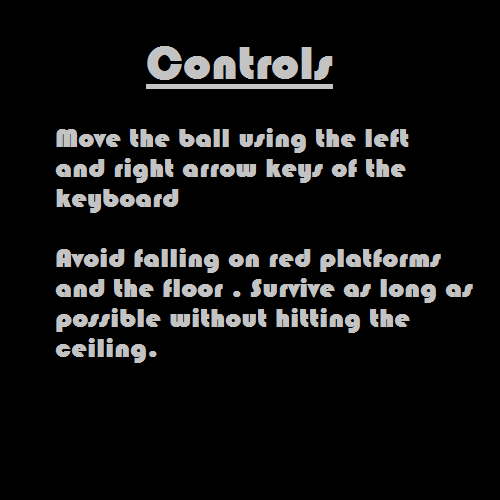 Controls
Move the ball using the left
and right arrow keys of the
keyboard
Avoid falling on red platforms
and the floor . Survive as long as
possible without hitting the
ceiling.